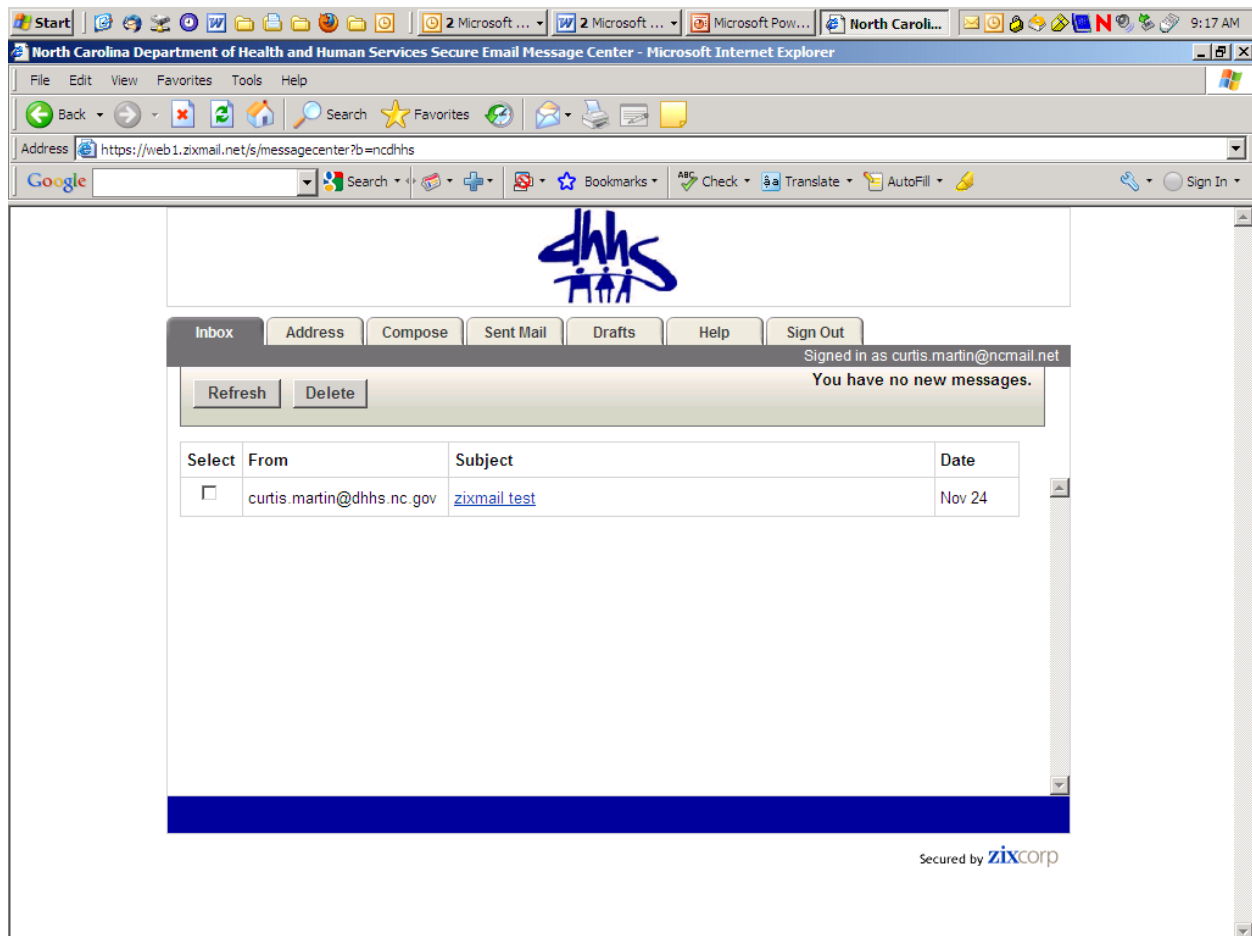 Start 2 Microsoft ... 2 Microsoft ... Microsoft Pow... North Caroli... N 9:17 AM
North Carolina Department of Health and Human Services Secure Email Message Center - Microsoft Internet Explorer
File Edit View Favorites Tools Help
Back Search Favorites
Address https://web1.zixmail.net/s/messagecenter?b=ncdhhs
Google Search Bookmarks ABC Check Translate AutoFill Sign In
dhhs
Inbox Address Compose Sent Mail Drafts Help Sign Out
Signed in as curtis.martin@ncmail.net
You have no new messages.
Refresh Delete
Select From Subject Date
curtis.martin@dhhs.nc.gov zixmail test Nov 24
Secured by zixcorp